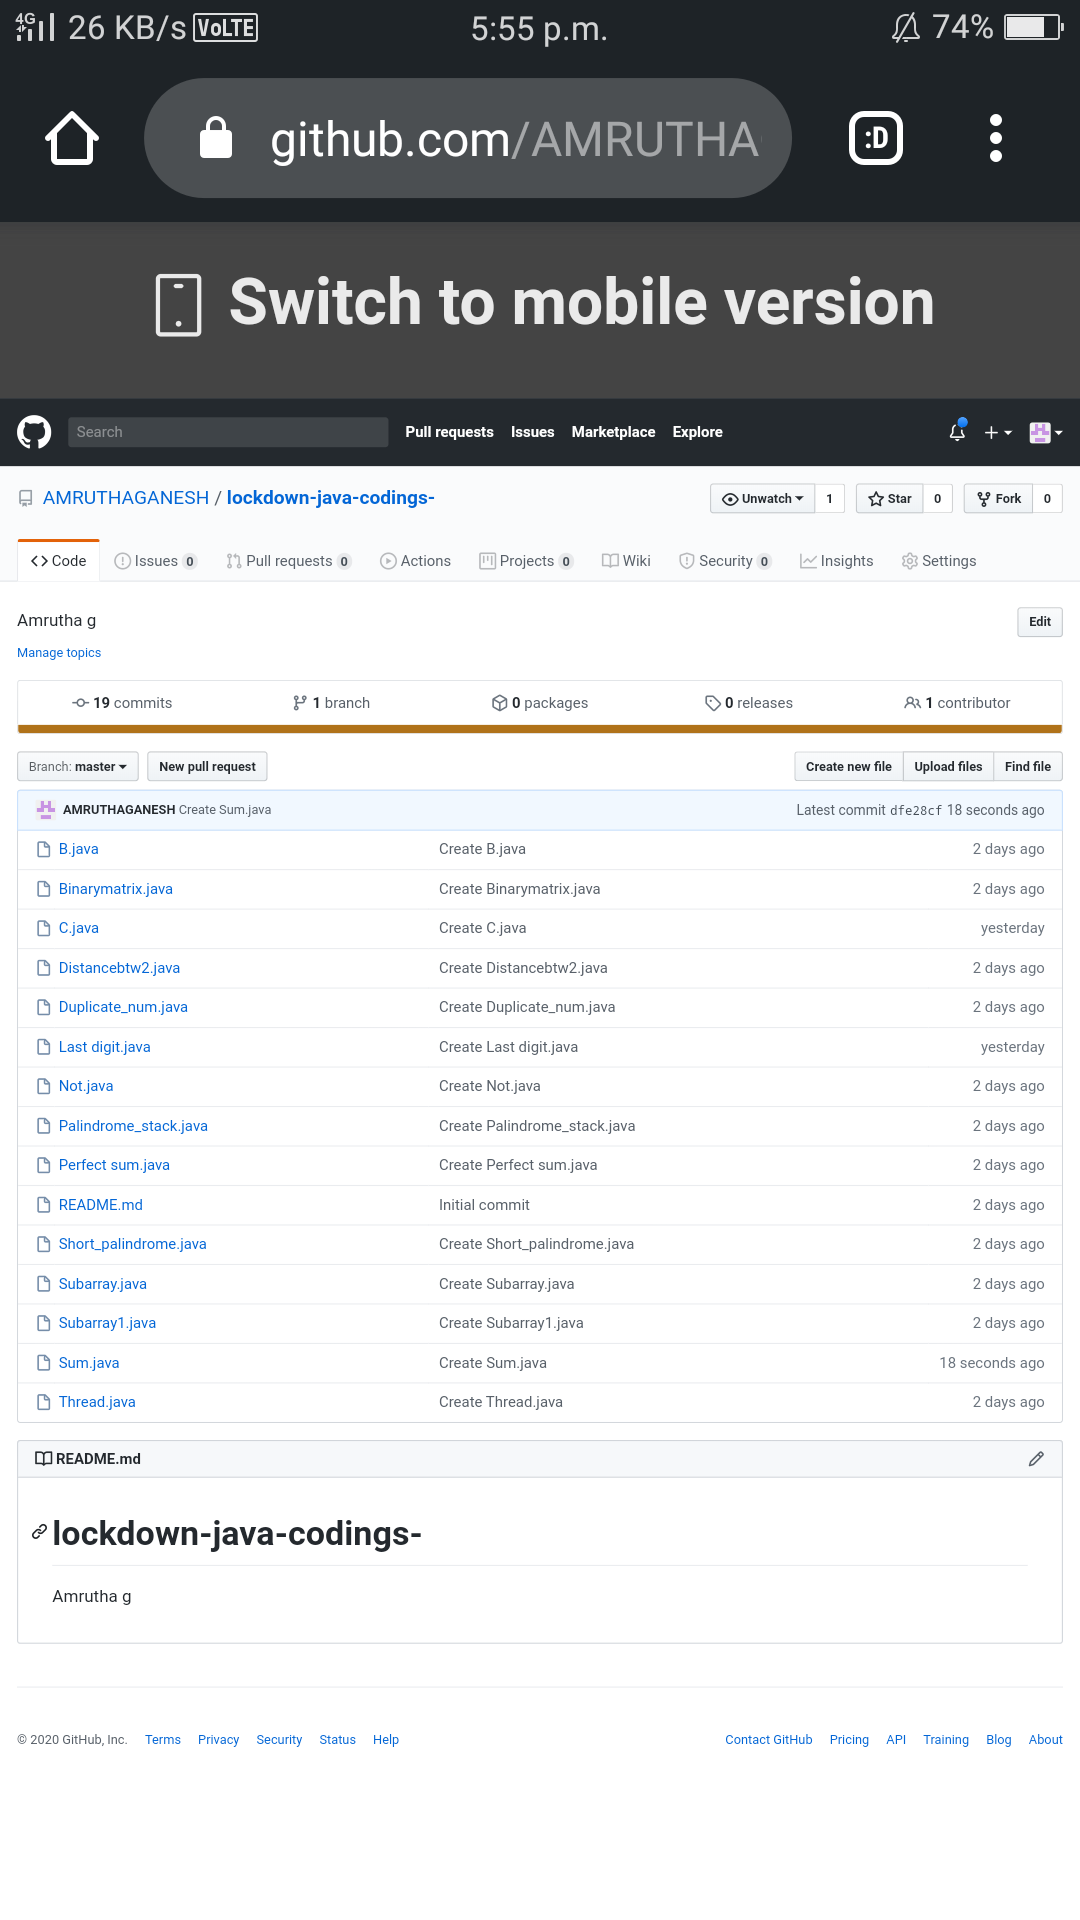 4G 26 KB/s VoLTE 5:55 p.m. 74%
github.com/AMRUTHA :D
Switch to mobile version
Search Pull requests Issues Marketplace Explore
AMRUTHAGANESH / lockdown-java-codings- Unwatch 1 Star 0 Fork 0
Code Issues 0 Pull requests 0 Actions Projects 0 Wiki Security 0 Insights Settings
Amrutha g Edit
Manage topics
19 commits 1 branch 0 packages 0 releases 1 contributor
Branch: master New pull request Create new file Upload files Find file
AMRUTHAGANESH Create Sum.java Latest commit dfe28cf 18 seconds ago
B.java Create B.java 2 days ago
Binarymatrix.java Create Binarymatrix.java 2 days ago
C.java Create C.java yesterday
Distancebtw2.java Create Distancebtw2.java 2 days ago
Duplicate_num.java Create Duplicate_num.java 2 days ago
Last digit.java Create Last digit.java yesterday
Not.java Create Not.java 2 days ago
Palindrome_stack.java Create Palindrome_stack.java 2 days ago
Perfect sum.java Create Perfect sum.java 2 days ago
README.md Initial commit 2 days ago
Short_palindrome.java Create Short_palindrome.java 2 days ago
Subarray.java Create Subarray.java 2 days ago
Subarray1.java Create Subarray1.java 2 days ago
Sum.java Create Sum.java 18 seconds ago
Thread.java Create Thread.java 2 days ago
README.md
lockdown-java-codings-
Amrutha g
© 2020 GitHub, Inc. Terms Privacy Security Status Help Contact GitHub Pricing API Training Blog About